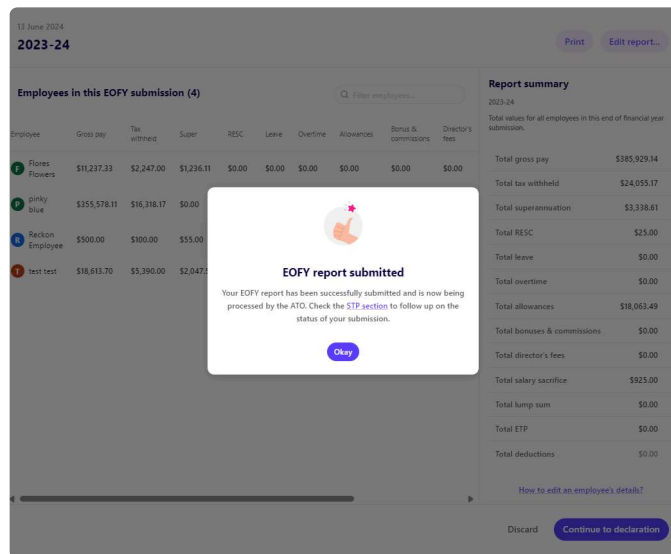 13 June 2024
2023-24
Print
Edit report...
Employees in this EOFY submission (4)
Filter employees...
Employee Gross pay Tax withheld Super RESC Leave Overtime Allowances Bonus & commissions Director's fees
F Flores Flowers $11,237.33 $2,247.00 $1,236.11 $0.00 $0.00 $0.00 $0.00 $0.00 $0.00
P pinky blue $355,578.11 $16,318.17 $0.00
R Reckon Employee $500.00 $100.00 $55.00
T test test $18,613.70 $5,390.00
EOFY report submitted
Your EOFY report has been successfully submitted and is now being
processed by the ATO. Check the STP section to follow up on the
status of your submission.
Okay
Report summary
2023-24
Total values for all employees in this end of financial year
submission.
Total gross pay $385,929.14
Total tax withheld $24,055.17
Total superannuation $3,338.61
Total RESC $25.00
Total leave $0.00
Total overtime $0.00
Total allowances $18,063.49
Total bonuses & commissions $0.00
Total director's fees $0.00
Total salary sacrifice $925.00
Total lump sum $0.00
Total ETP $0.00
Total deductions $0.00
How to edit an employee's details?
Discard
Continue to declaration